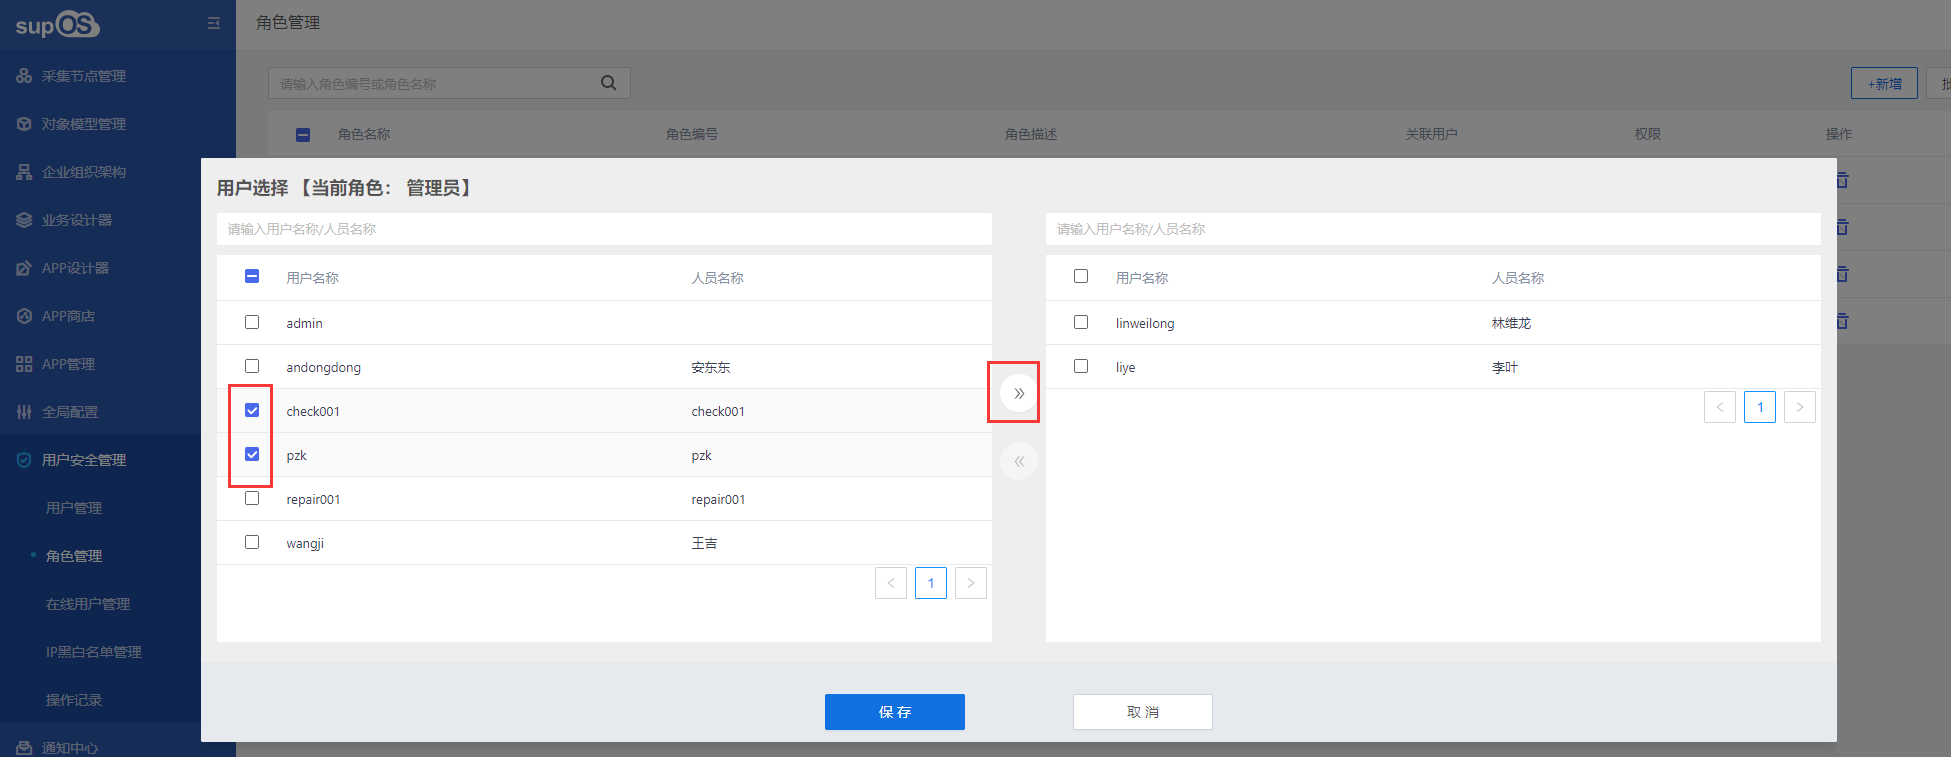 supOS
角色管理
采集节点管理
对象模型管理
企业组织架构
业务设计器
APP设计器
APP商店
APP管理
全局配置
用户安全管理
用户管理
角色管理
在线用户管理
IP黑白名单管理
操作记录
通知中心
请输入角色编号或角色名称
+新增
角色名称 角色编号 角色描述 关联用户 权限 操作
用户选择 【当前角色： 管理员】
请输入用户名称/人员名称
用户名称 人员名称
admin
andongdong 安东东
check001 check001
pzk pzk
repair001 repair001
wangji 王吉
< 1 >
» 
«
请输入用户名称/人员名称
用户名称 人员名称
linweilong 林维龙
liye 李叶
< 1 >
保 存
取 消